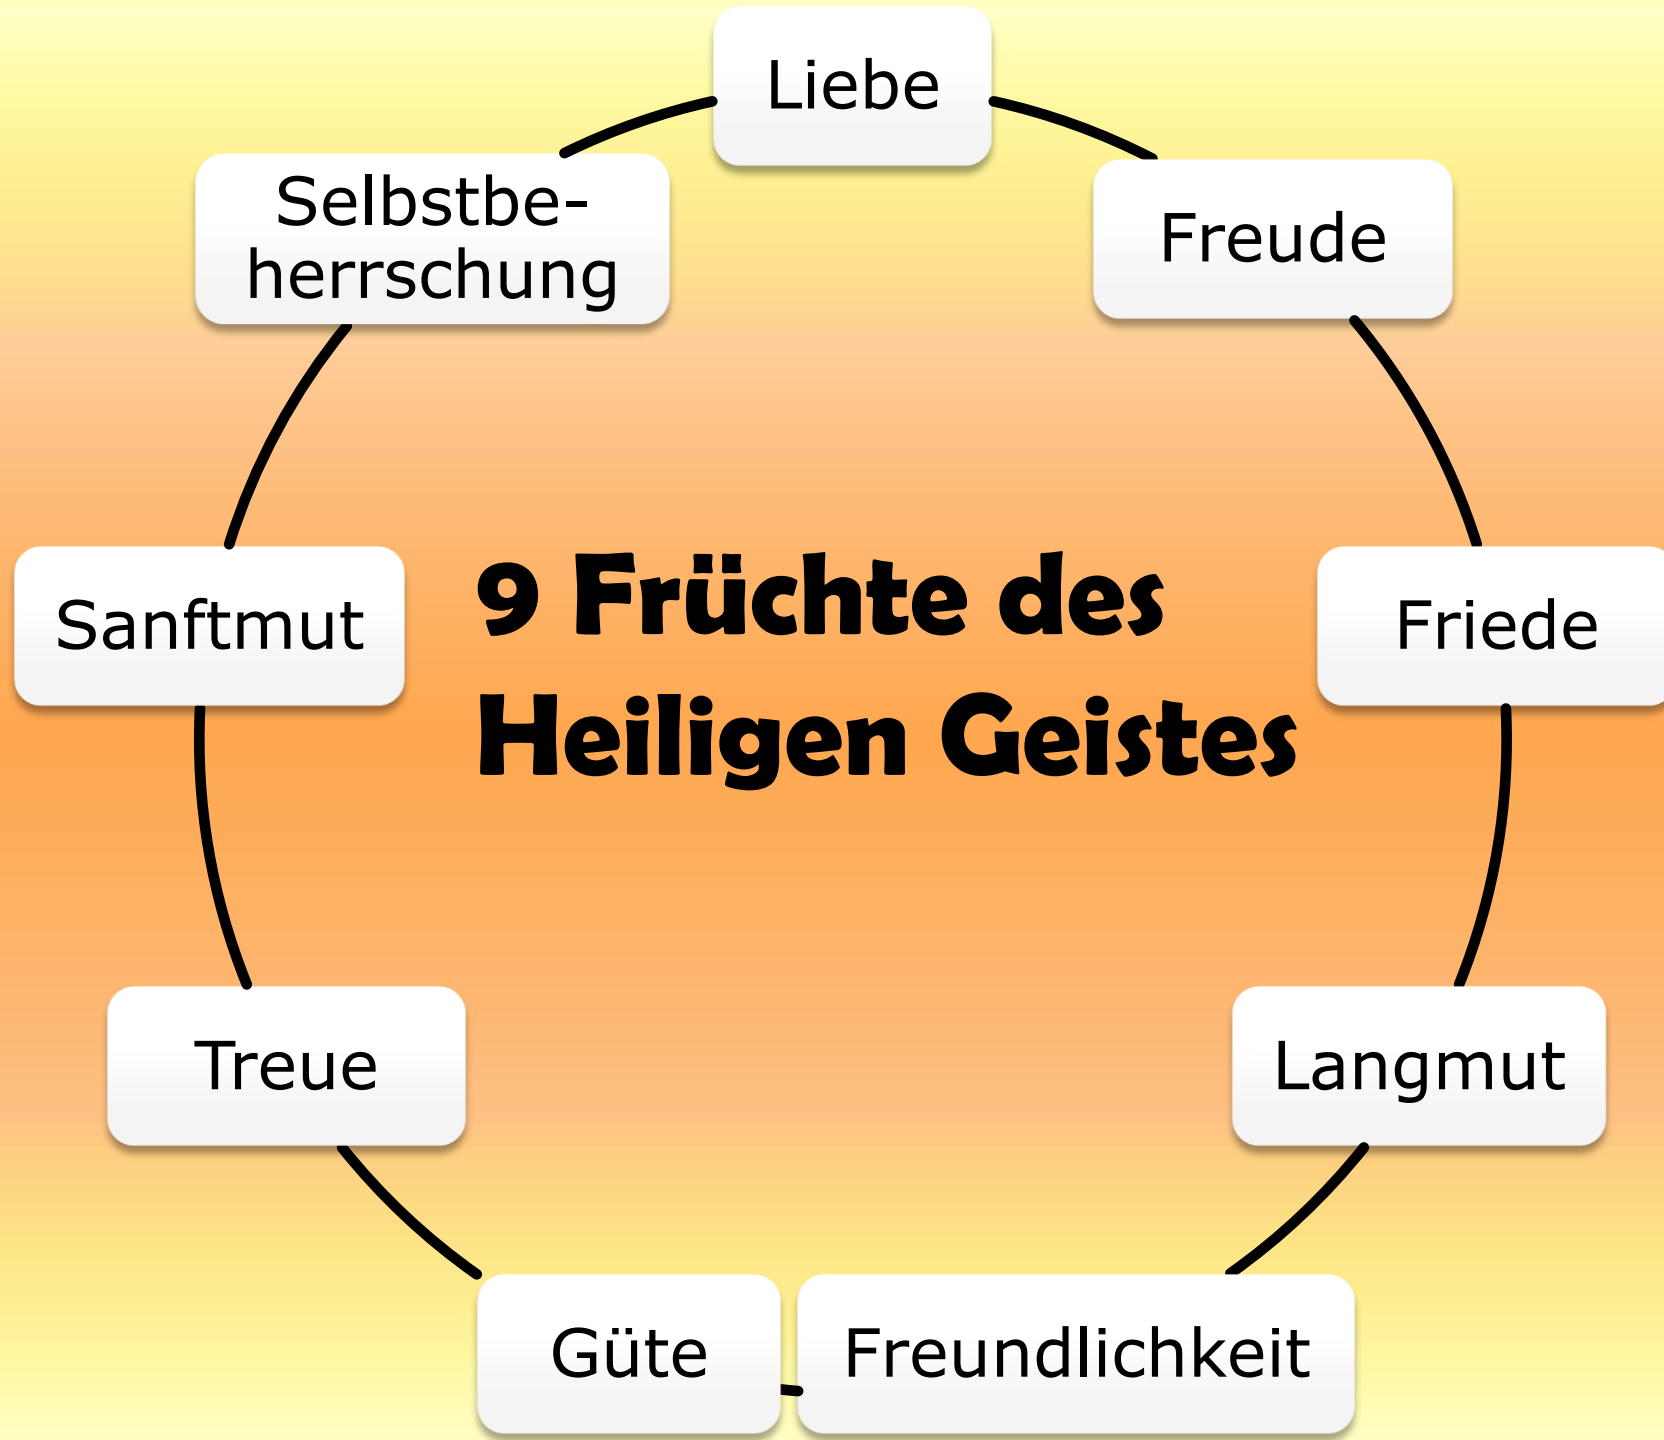 Liebe
Freude
Friede
Langmut
Freundlichkeit
Güte
Treue
Sanftmut
Selbstbe-
herrschung
9 Früchte des
Heiligen Geistes